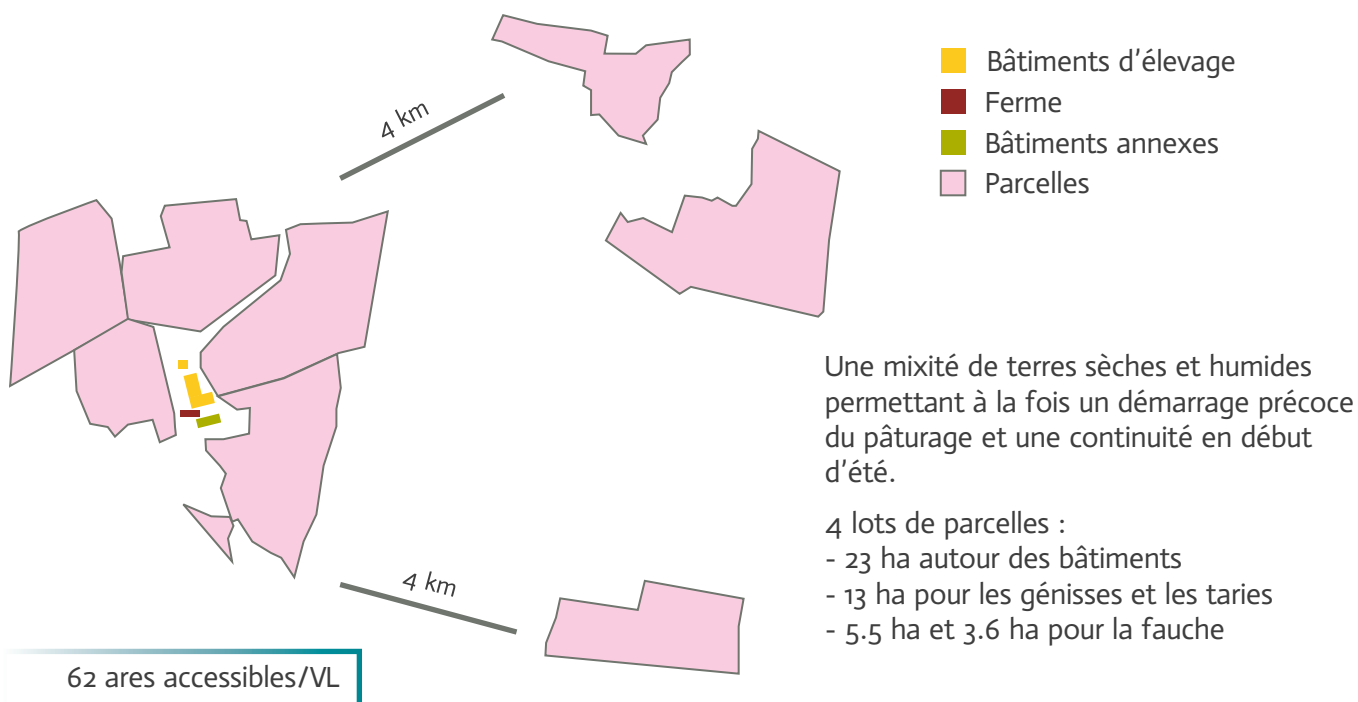 4 km
Bâtiments d'élevage
Ferme
Bâtiments annexes
Parcelles
Une mixité de terres sèches et humides
permettant à la fois un démarrage précoce
du pâturage et une continuité en début
d'été.
4 lots de parcelles :
- 23 ha autour des bâtiments
- 13 ha pour les génisses et les taries
- 5.5 ha et 3.6 ha pour la fauche
4 km
62 ares accessibles/VL